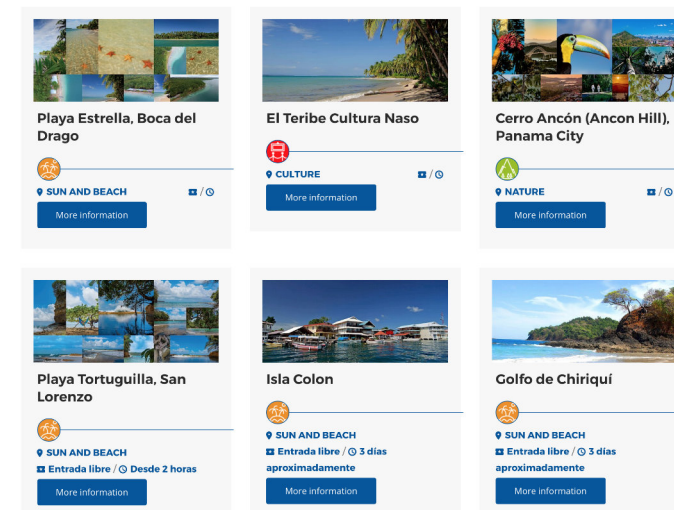 Playa Estrella, Boca del
Drago
SUN AND BEACH /
More information
El Teribe Cultura Naso
CULTURE /
More information
Cerro Ancón (Ancon Hill),
Panama City
NATURE /
More information
Playa Tortuguilla, San
Lorenzo
SUN AND BEACH
Entrada libre / Desde 2 horas
More information
Isla Colon
SUN AND BEACH
Entrada libre / 3 días
aproximadamente
More information
Golfo de Chiriquí
SUN AND BEACH
Entrada libre / 3 días
aproximadamente
More information